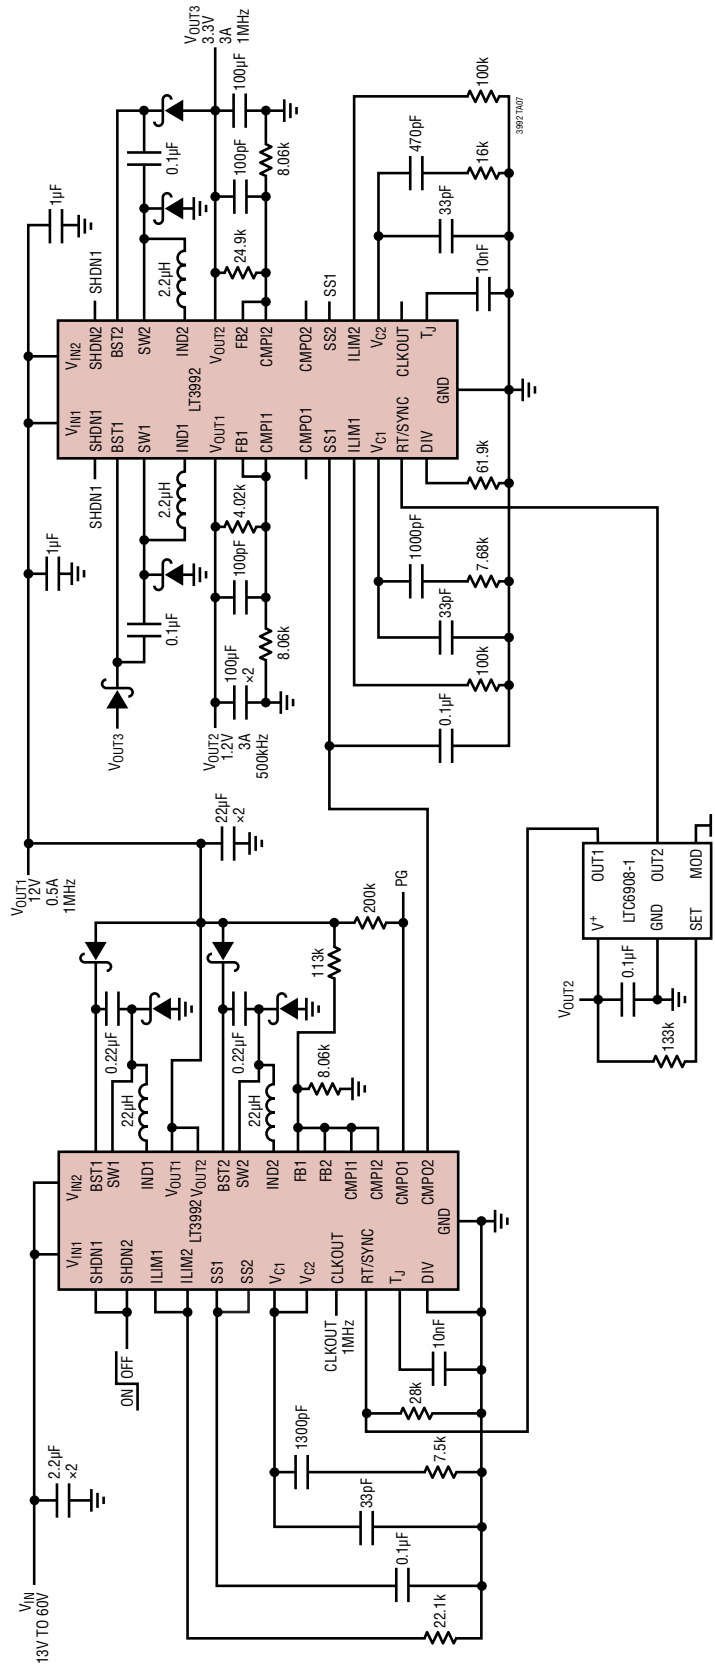 VIN
13V TO 60V
2.2µF
×2
ON
OFF
VIN1
VIN2
SHDN1
SHDN2
ILIM1
ILIM2
SS1
SS2
VC1
VC2
CLKOUT
RT/SYNC
TJ
DIV
LT3992
BST1
SW1
IND1
VOUT1
VOUT2
BST2
SW2
IND2
FB1
FB2
CMPI1
CMPI2
CMPO1
CMPO2
GND
CLKOUT
1MHz
22.1k
0.1µF
33pF
1300pF
7.5k
28k
10nF
22µH
0.22µF
22µH
0.22µF
8.06k
113k
200k
PG
VOUT1
12V
0.5A
1MHz
22µF
×2
VOUT2
0.1µF
133k
V+
GND
SET
LTC6908-1
OUT1
OUT2
MOD
VOUT3
VOUT2
1.2V
3A
500kHz
100µF
×2
8.06k
100pF
4.02k
0.1µF
2.2µH
1µF
SHDN1
0.1µF
100k
33pF
1000pF
7.68k
61.9k
VIN1
VIN2
SHDN1
BST1
SW1
IND1
VOUT1
FB1
CMPI1
CMPO1
SS1
ILIM1
VC1
RT/SYNC
DIV
LT3992
GND
SHDN2
BST2
SW2
IND2
VOUT2
FB2
CMPI2
CMPO2
SS2
ILIM2
VC2
CLKOUT
TJ
SHDN1
1µF
2.2µH
0.1µF
24.9k
100pF
8.06k
100µF
VOUT3
3.3V
3A
1MHz
SS1
10nF
33pF
470pF
16k
100k
3992 TA07